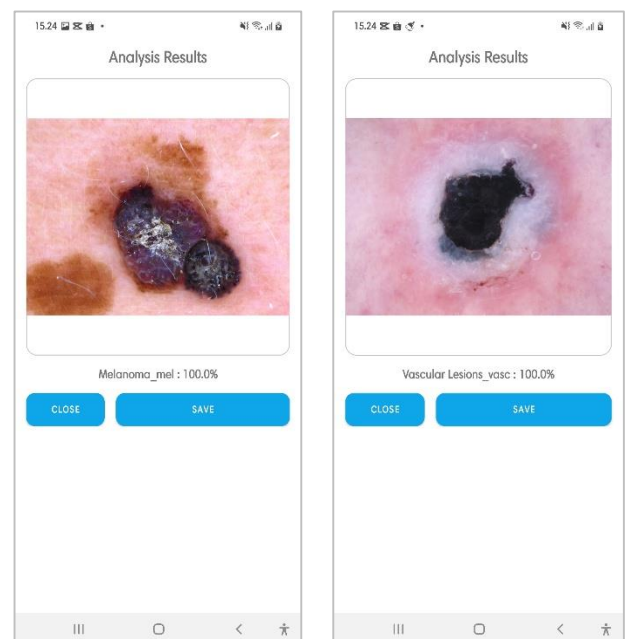 15.24
Analysis Results
Melanoma_mel : 100.0%
CLOSE
SAVE
15.24
Analysis Results
Vascular Lesions_vasc : 100.0%
CLOSE
SAVE